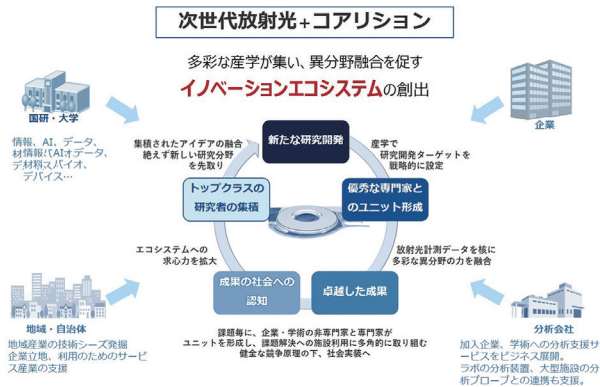 次世代放射光+コアリション
多彩な産学が集い、異分野融合を促す
イノベーションエコシステムの創出
国研・大学
情報、AI、データ、
材情報バAIオデータ、
デ材料スバイオ、
デバイス…
企業
集積されたアイデアの融合
絶えず新しい研究分野
を先取り
新たな研究開発
産学で
研究開発ターゲットを
戦略的に設定
トップクラスの
研究者の集積
優秀な専門家と
のユニット形成
エコシステムへの
求心力を拡大
放射光計測データを核に
多彩な異分野の力を融合
成果の社会への
認知
卓越した成果
地域・自治体
地域産業の技術シーズ発掘
企業立地、利用のためのサービ
ス産業の支援
課題毎に、企業・学術の非専門家と専門家が
ユニットを形成し、課題解決への施設利用に多角的に取り組む
健全な競争原理の下、社会実装へ
分析会社
加入企業、学術への分析支援サ
ービスをビジネス展開。
ラボの分析装置、大型施設の分
析プローブとの連携も支援。